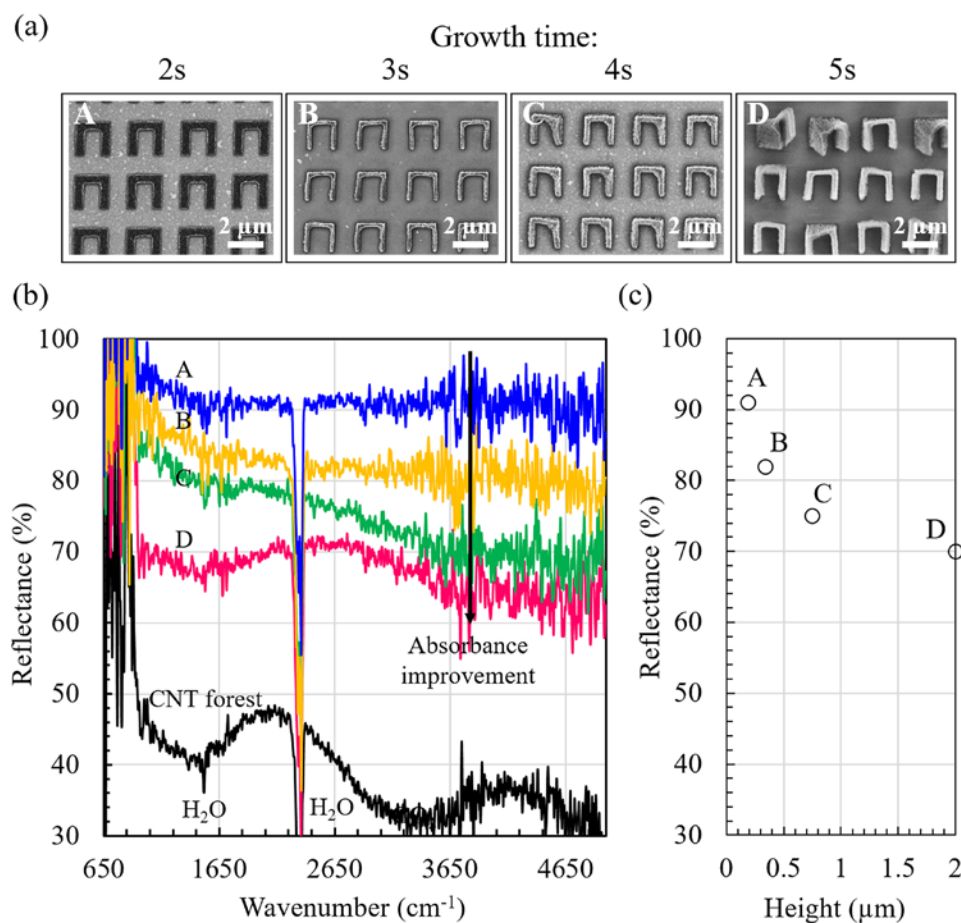 (a)
Growth time:
2s 3s 4s 5s
A B C D
2 µm 2 µm 2 µm 2 µm
(b) (c)
100
90
80
70
60
50
40
30
Reflectance (%)
A
B
C
D
CNT forest
H2O
H2O
Absorbance
improvement
650 1650 2650 3650 4650
Wavenumber (cm-1)
100
90
80
70
60
50
40
30
Reflectance (%)
A
B
C
D
0 0.5 1 1.5 2
Height (µm)